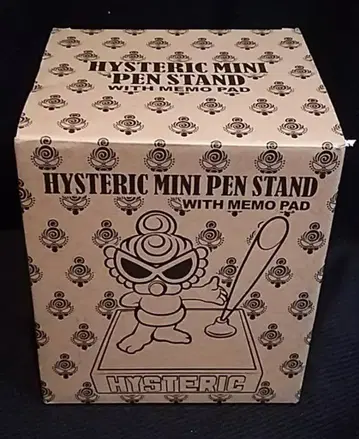 HYSTERIC MINI
PEN STAND
WITH MEMO PAD
HYSTERIC MINI PEN STAND
WITH MEMO PAD
HYSTERIC